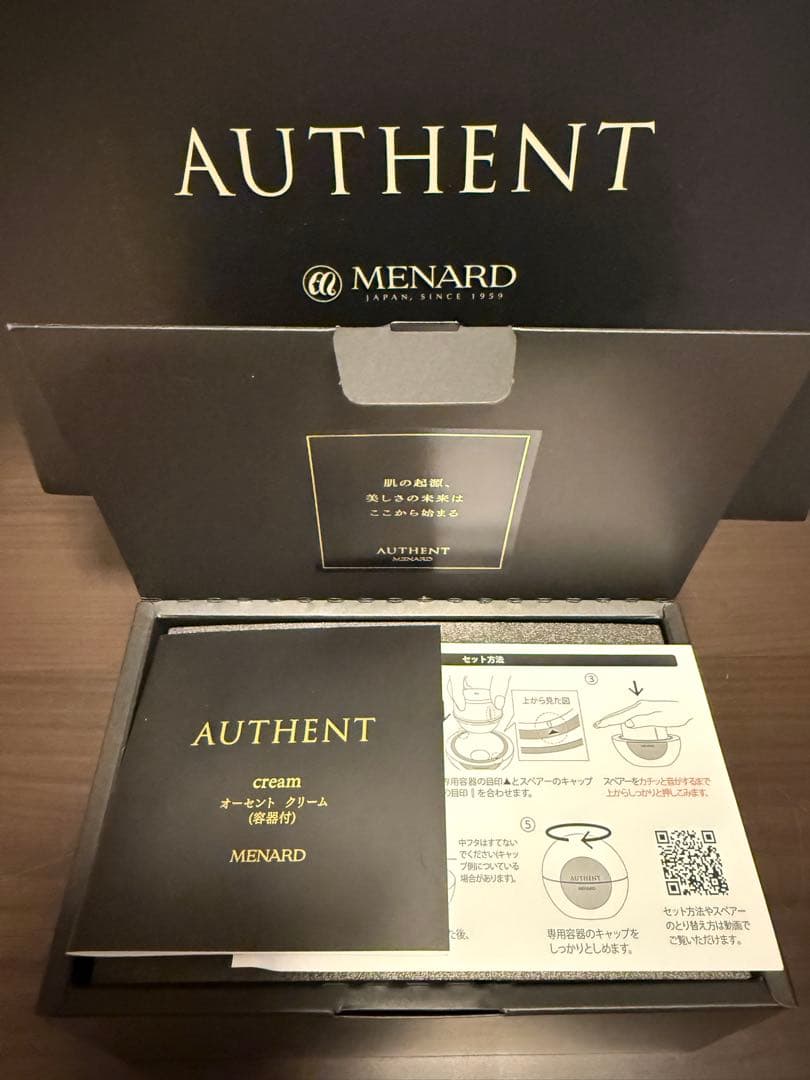 AUTHENT
MENARD
JAPAN, SINCE 1959
肌の起源、
美しさの未来は
ここから始まる
AUTHENT
MENARD
AUTHENT
cream
オーセント クリーム
(容器付)
MENARD
セット方法
上から見た図
③
専用容器の目印▲とスペアーのキャップ
の目印∥を合わせます。
スペアーをカチッと音がするまで
上からしっかりと押しこみます。
中フタはすてない
でください(キャッ
プ側についている
場合があります)。
た後、
⑤
AUTHENT
MENARD
専用容器のキャップを
しっかりとしめます。
セット方法やスペアー
のとり替え方は動画で
ご覧いただけます。